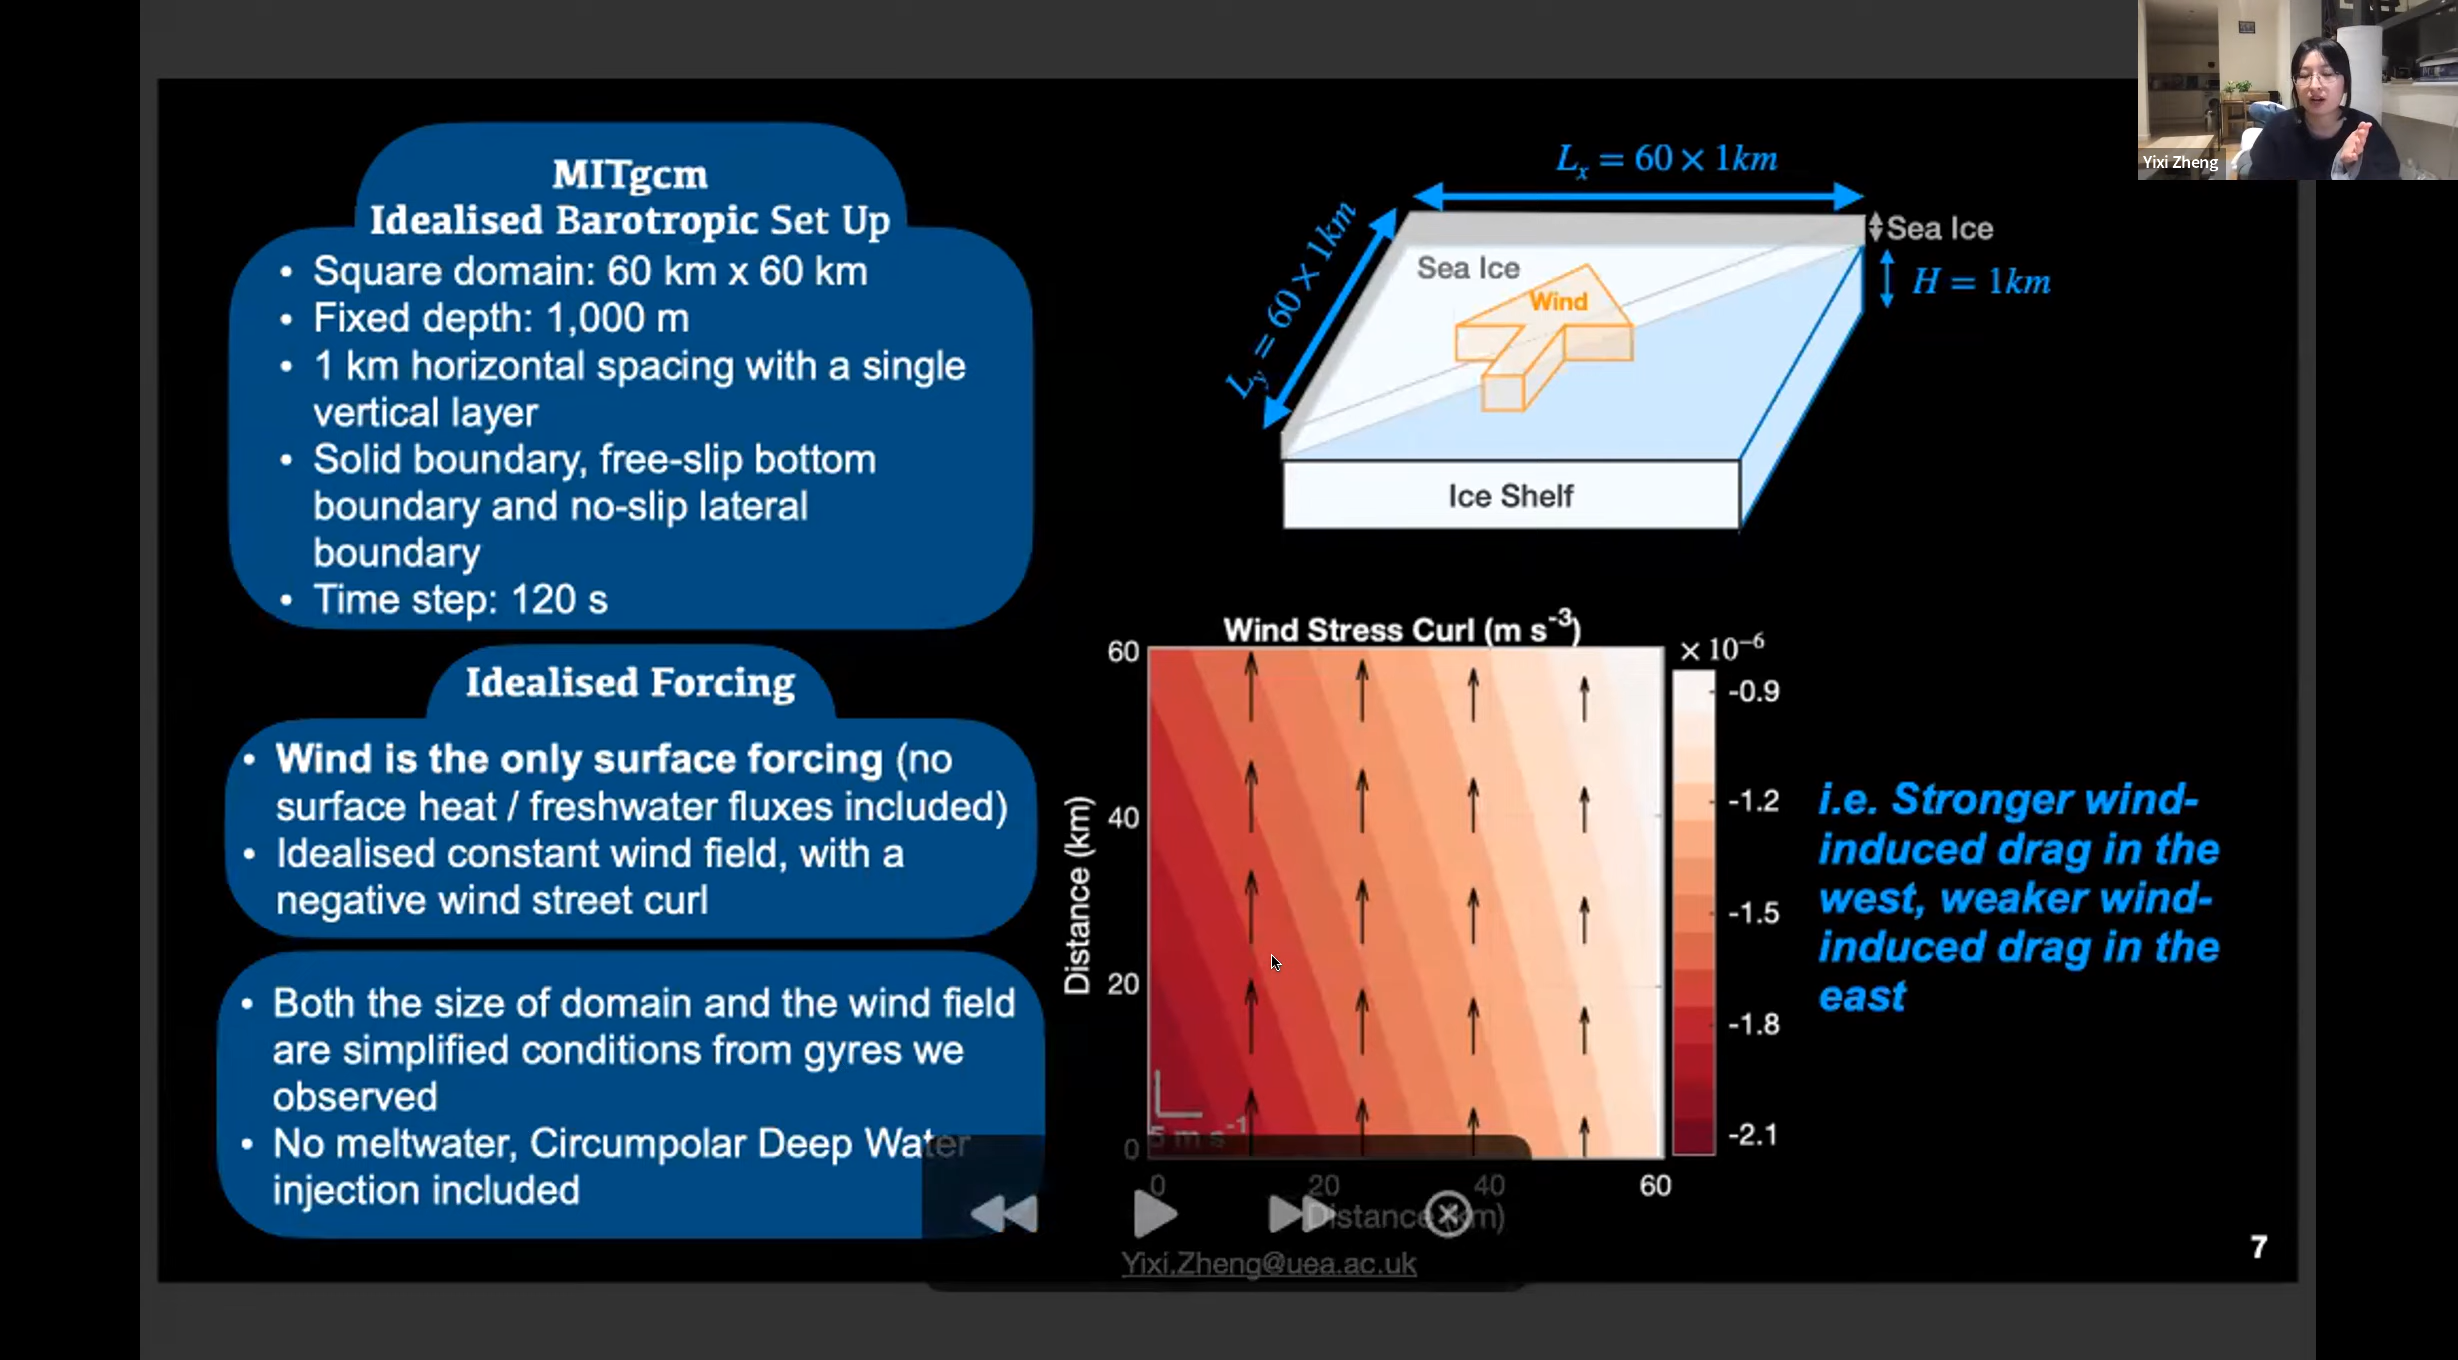 MITgcm
Idealised Barotropic Set Up
• Square domain: 60 km x 60 km
• Fixed depth: 1,000 m
• 1 km horizontal spacing with a single
vertical layer
• Solid boundary, free-slip bottom
boundary and no-slip lateral
boundary
• Time step: 120 s
Idealised Forcing
• Wind is the only surface forcing (no
surface heat / freshwater fluxes included)
• Idealised constant wind field, with a
negative wind street curl
• Both the size of domain and the wind field
are simplified conditions from gyres we
observed
• No meltwater, Circumpolar Deep Water
injection included
Lx = 60 × 1km
Ly = 60 × 1km
Sea Ice
Sea Ice
H = 1km
Wind
Ice Shelf
Wind Stress Curl (m s-3)
× 10−6
60
40
20
0
Distance (km)
5 m s-1
0
20
40
60
Distance (km)
-0.9
-1.2
-1.5
-1.8
-2.1
i.e. Stronger wind-
induced drag in the
west, weaker wind-
induced drag in the
east
Yixi.Zheng@uea.ac.uk
7
Yixi Zheng